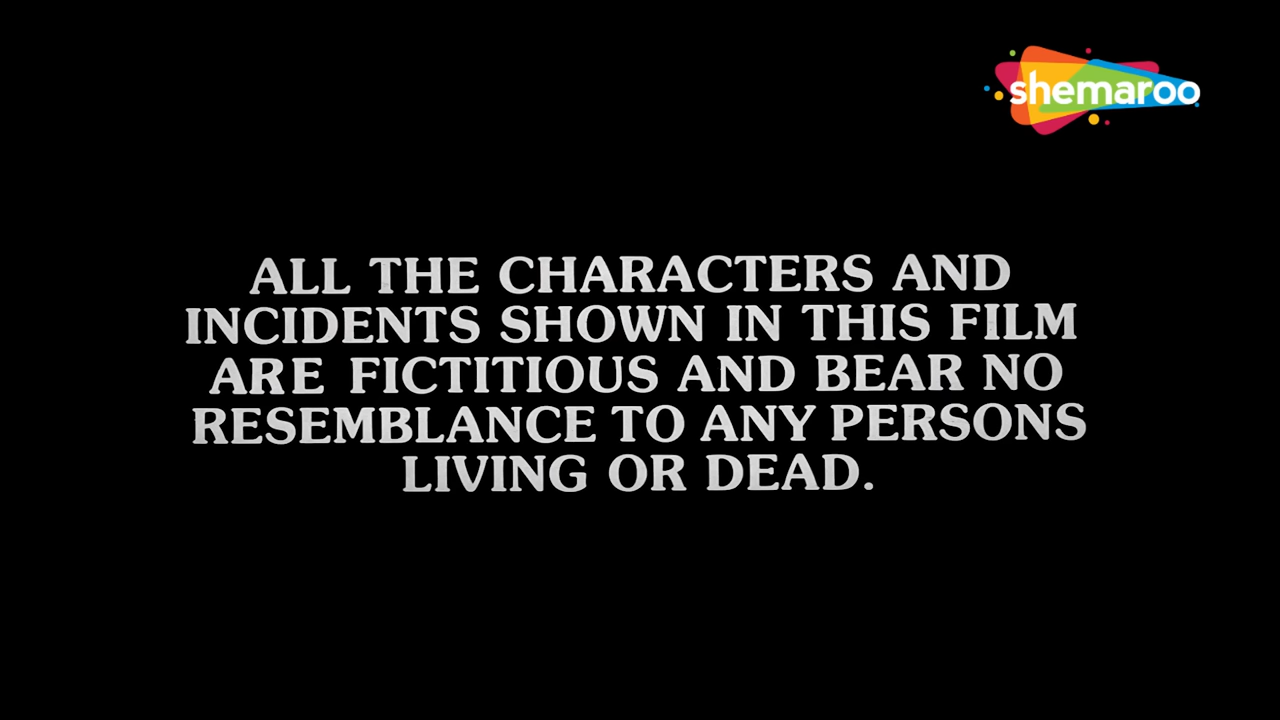 shemaroo
ALL THE CHARACTERS AND
INCIDENTS SHOWN IN THIS FILM
ARE FICTITIOUS AND BEAR NO
RESEMBLANCE TO ANY PERSONS
LIVING OR DEAD.